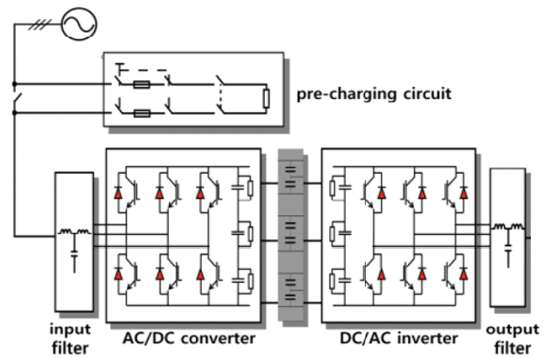 pre-charging circuit
input
filter
AC/DC converter
DC/AC inverter
output
filter